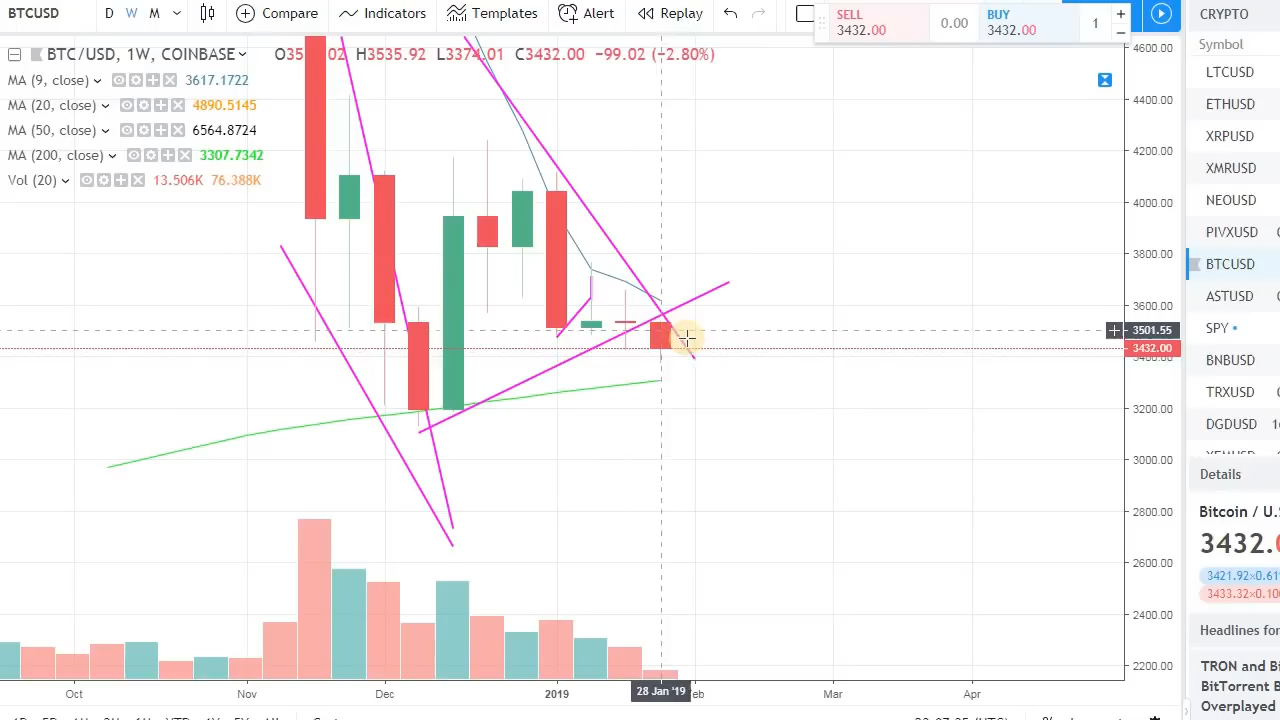 BTCUSD D W M Compare Indicators Templates Alert Replay
SELL 3432.00 0.00 BUY 3432.00 1
BTC/USD, 1W, COINBASE H3535.92 L3374.01 C3432.00 −99.02 (−2.80%)
MA (9, close) 3617.1722
MA (20, close) 4890.5145
MA (50, close) 6564.8724
MA (200, close) 3307.7342
Vol (20) 13.506K 76.388K
4600.00
4400.00
4200.00
4000.00
3800.00
3600.00
3501.55
3432.00
3400.00
3200.00
3000.00
2800.00
2600.00
2400.00
2200.00
Oct Nov Dec 2019 28 Jan '19 Mar Apr
CRYPTO
Symbol
LTCUSD
ETHUSD
XRPUSD
XMRUSD
NEOUSD
PIVXUSD
BTCUSD
ASTUSD
SPY
BNBUSD
TRXUSD
DGDUSD
Details
Bitcoin / U.S
3432.0
3421.92×0.61
3433.32×0.100
Headlines for
TRON and Bi
BitTorrent B
Overplayed